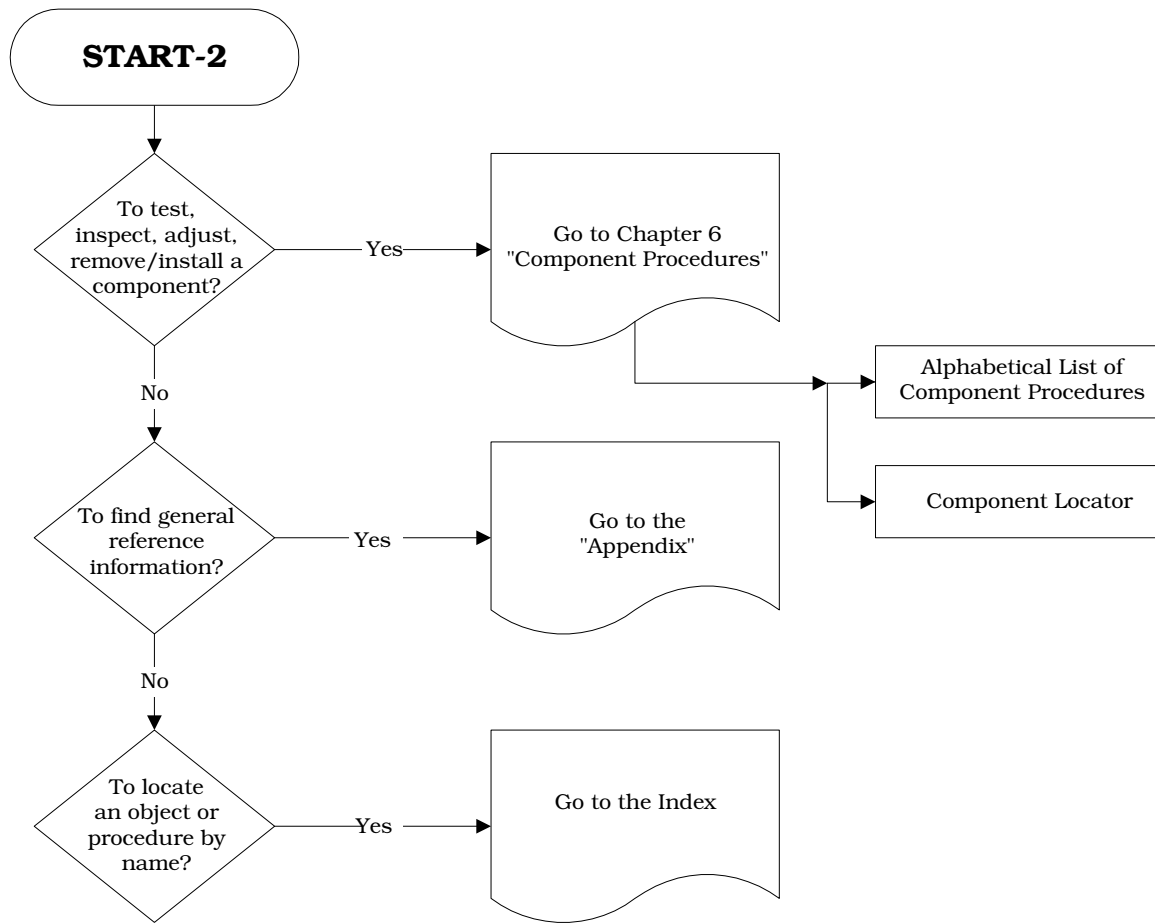 START-2
To test,
inspect, adjust,
remove/install a
component?
Yes
Go to Chapter 6
"Component Procedures"
Alphabetical List of
Component Procedures
Component Locator
No
To find general
reference
information?
Yes
Go to the
"Appendix"
No
To locate
an object or
procedure by
name?
Yes
Go to the Index